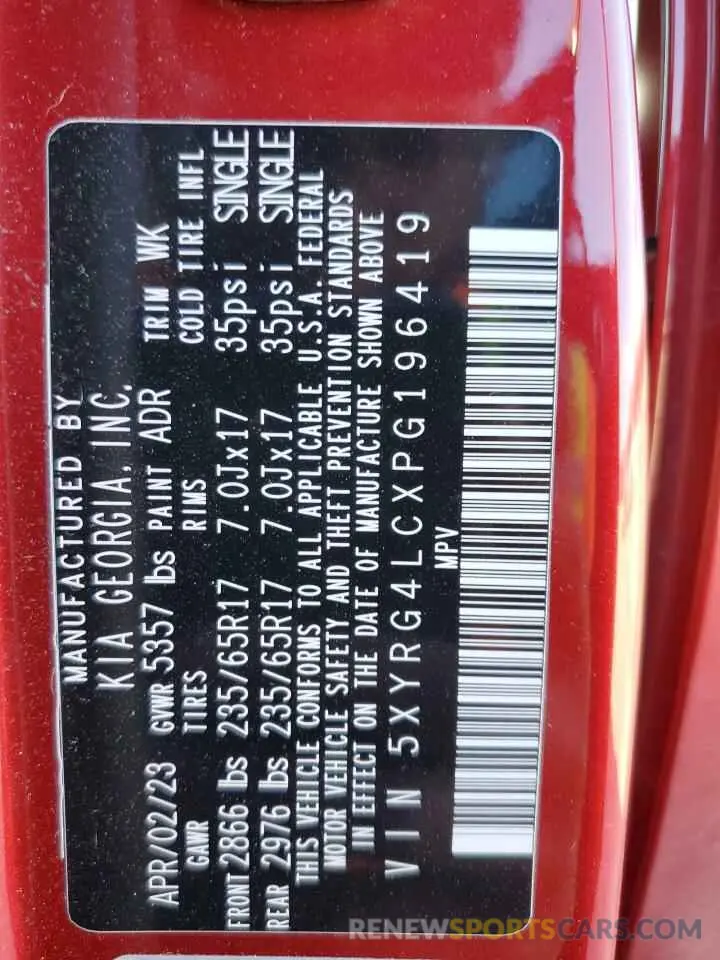 MANUFACTURED BY
KIA GEORGIA, INC.
APR/02/23 GVWR 5357 lbs PAINT ADR TRIM WK
GAWR TIRES RIMS COLD TIRE INFL
FRONT 2866 lbs 235/65R17 7.0Jx17 35psi SINGLE
REAR 2976 lbs 235/65R17 7.0Jx17 35psi SINGLE
THIS VEHICLE CONFORMS TO ALL APPLICABLE U.S.A. FEDERAL
MOTOR VEHICLE SAFETY AND THEFT PREVENTION STANDARDS
IN EFFECT ON THE DATE OF MANUFACTURE SHOWN ABOVE
VIN 5XYRG4LCXPG196419
MPV
RENEWSPORTSCARS.COM